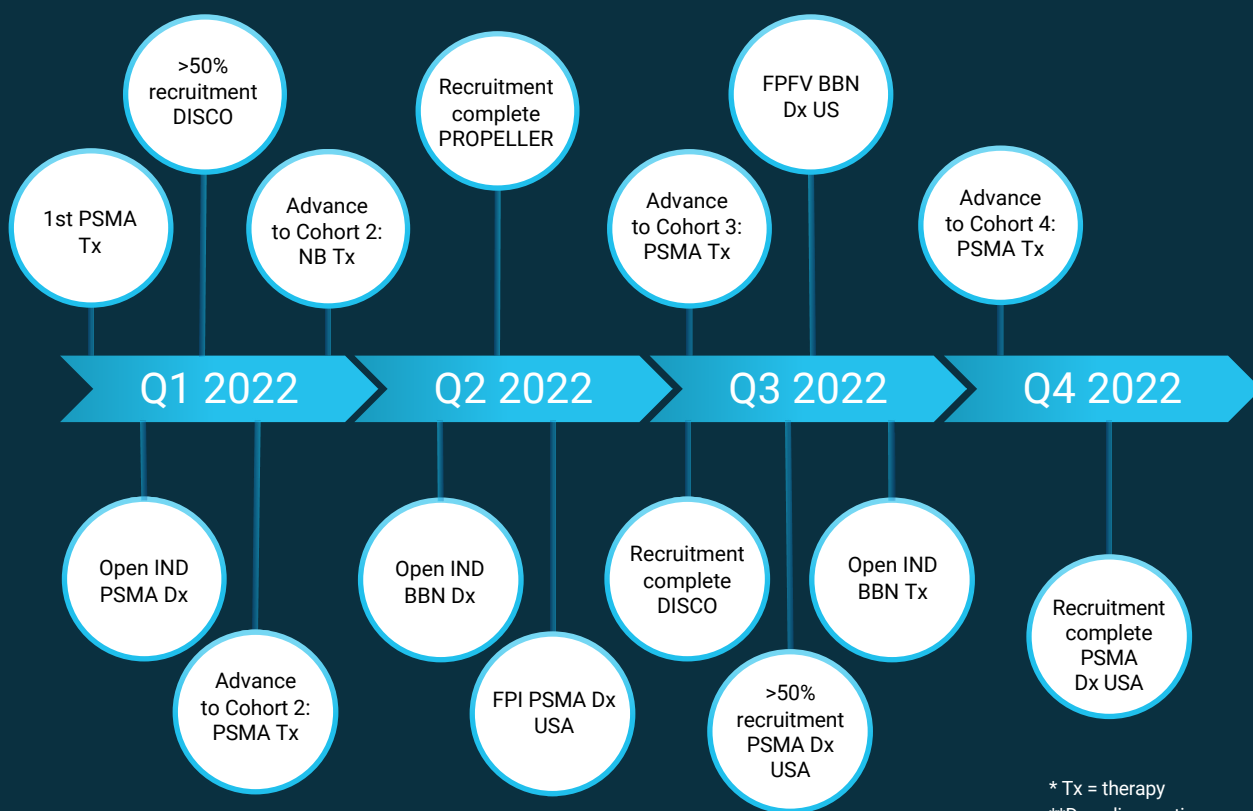 >50%
recruitment
DISCO
Recruitment
complete
PROPELLER
FPFV BBN
Dx US
1st PSMA
Tx
Advance
to Cohort 2:
NB Tx
Advance
to Cohort 3:
PSMA Tx
Advance
to Cohort 4:
PSMA Tx
Q1 2022
Q2 2022
Q3 2022
Q4 2022
Open IND
PSMA Dx
Advance
to Cohort 2:
PSMA Tx
Open IND
BBN Dx
FPI PSMA Dx
USA
Recruitment
complete
DISCO
>50%
recruitment
PSMA Dx
USA
Open IND
BBN Tx
Recruitment
complete
PSMA
Dx USA
* Tx = therapy